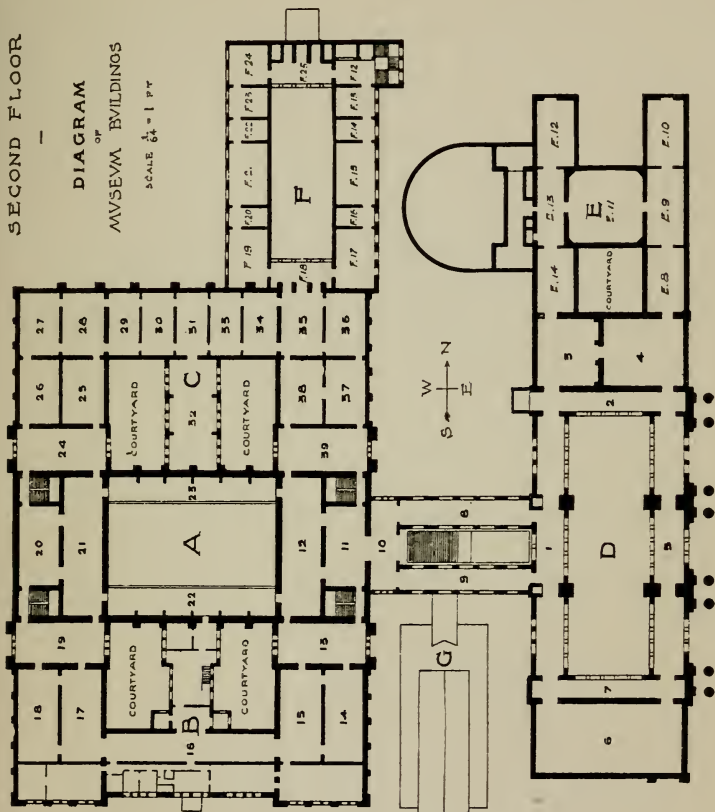 SECOND FLOOR
—
DIAGRAM
OF
MVSEVM BVILDINGS
SCALE 1/64 = 1 FT
27
28
29
30
31
33
34
35
36
26
25
COURTYARD
C
32
COURTYARD
38
37
24
39
20
21
23
A
22
12
11
19
13
18
17
COURTYARD
B
COURTYARD
15
14
16
F.24
F.23
F.22
F.21
F.20
F.19
F.25
F
F.18
F.12
F.13
F.14
F.15
F.16
F.17
W
N
S
E
10
8
9
G
E.12
E.13
E.14
E
E.11
COURTYARD
E.10
E.9
E.8
3
4
2
1
D
5
7
6